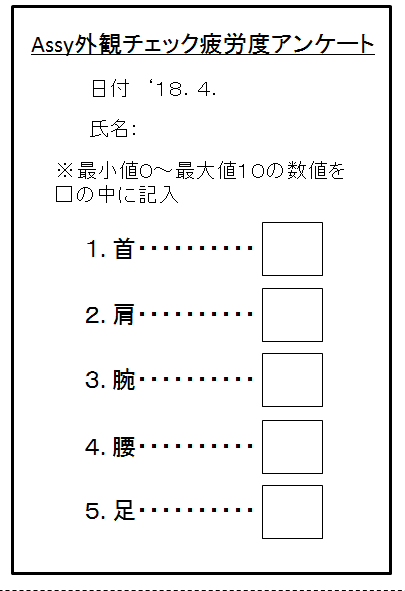 Assy外観チェック疲労度アンケート
日付　‘１８．４．
氏名：
※最小値０～最大値１０の数値を
□の中に記入
１．首・・・・・・・・・・
２．肩・・・・・・・・・・
３．腕・・・・・・・・・・
４．腰・・・・・・・・・・
５．足・・・・・・・・・・